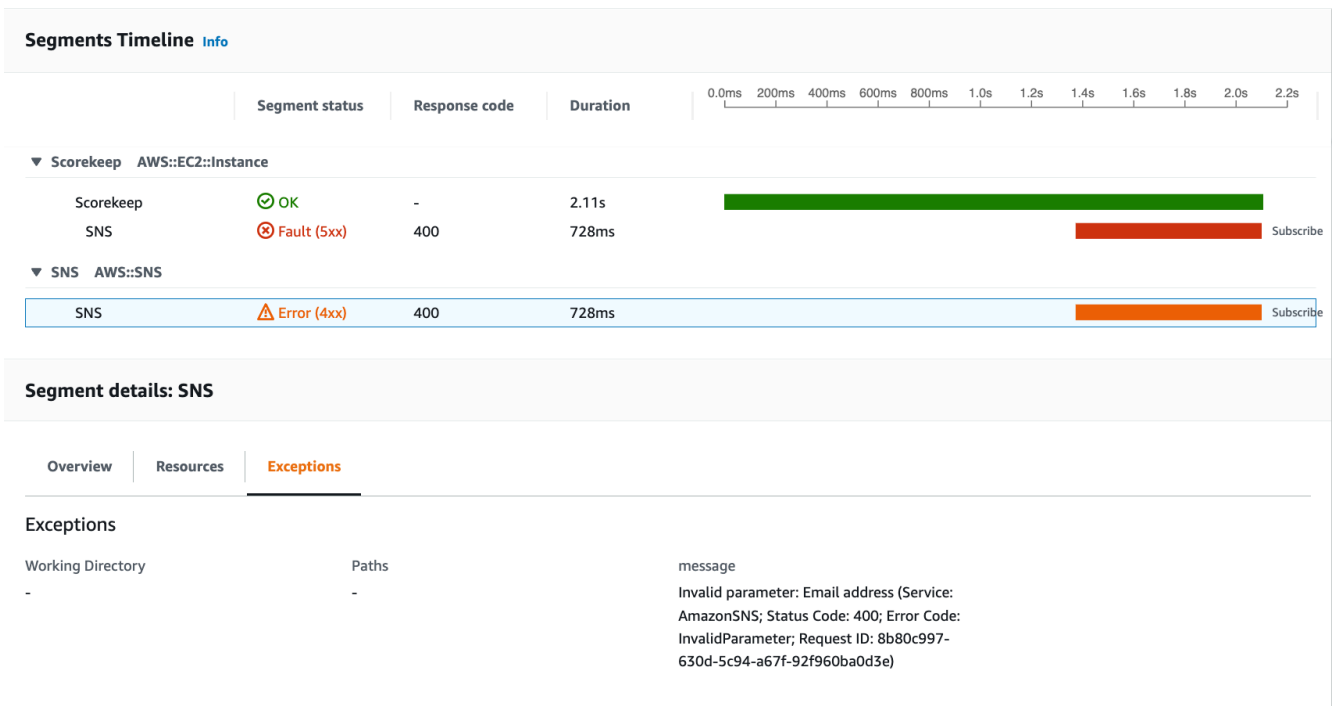 Segments Timeline Info
Segment status Response code Duration 0.0ms 200ms 400ms 600ms 800ms 1.0s 1.2s 1.4s 1.6s 1.8s 2.0s 2.2s
▼ Scorekeep AWS::EC2::Instance
Scorekeep OK - 2.11s
SNS Fault (5xx) 400 728ms Subscribe
▼ SNS AWS::SNS
SNS Error (4xx) 400 728ms Subscribe
Segment details: SNS
Overview Resources Exceptions
Exceptions
Working Directory Paths message
- - Invalid parameter: Email address (Service:
AmazonSNS; Status Code: 400; Error Code:
InvalidParameter; Request ID: 8b80c997-
630d-5c94-a67f-92f960ba0d3e)